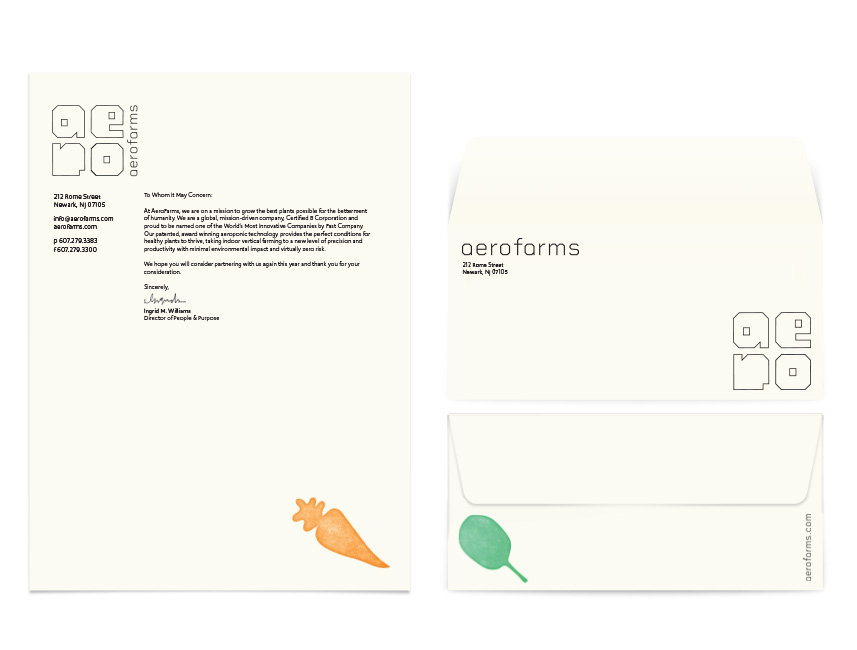 ae
ro
aerofarms
212 Rome Street
Newark, NJ 07105
info@aerofarms.com
aerofarms.com
p 607.279.3383
f 607.279.3300
To Whom It May Concern:
At AeroFarms, we are on a mission to grow the best plants possible for the betterment
of humanity. We are a global, mission-driven company, Certified B Corporation and
proud to be named one of the World's Most Innovative Companies by Fast Company.
Our patented, award winning aeroponic technology provides the perfect conditions for
healthy plants to thrive, taking indoor vertical farming to a new level of precision and
productivity with minimal environmental impact and virtually zero risk.
We hope you will consider partnering with us again this year and thank you for your
consideration.
Sincerely,
Ingrid M. Williams
Director of People & Purpose
aerofarms
212 Rome Street
Newark, NJ 07105
ae
ro
aerofarms.com